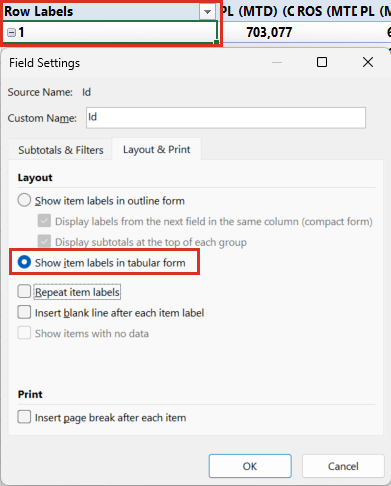 Row Labels PL (MTD) (C ROS (MTD PL (M
1 703,077 6
Field Settings
Source Name: Id
Custom Name: Id
Subtotals & Filters Layout & Print
Layout
Show item labels in outline form
Display labels from the next field in the same column (compact form)
Display subtotals at the top of each group
Show item labels in tabular form
Repeat item labels
Insert blank line after each item label
Show items with no data
Print
Insert page break after each item
OK Cancel